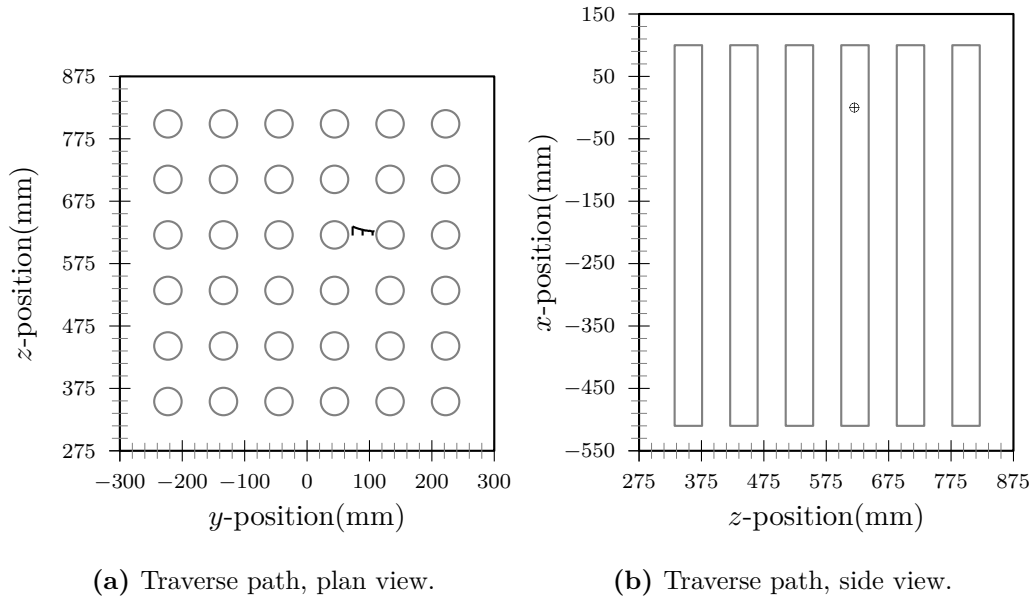 875
775
675
575
475
375
275
−300 −200 −100 0 100 200 300
z-position(mm)
y-position(mm)
(a) Traverse path, plan view.
150
50
−50
−150
−250
−350
−450
−550
275 375 475 575 675 775 875
x-position(mm)
z-position(mm)
(b) Traverse path, side view.